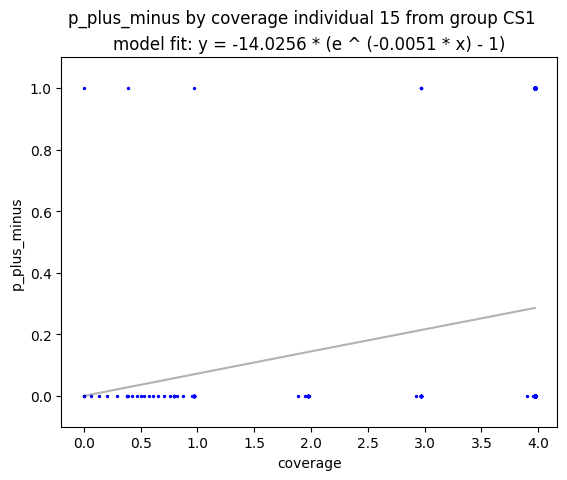 p_plus_minus by coverage individual 15 from group CS1
model fit: y = -14.0256 * (e ^ (-0.0051 * x) - 1)
1.0
0.8
0.6
0.4
0.2
0.0
p_plus_minus
0.0 0.5 1.0 1.5 2.0 2.5 3.0 3.5 4.0
coverage